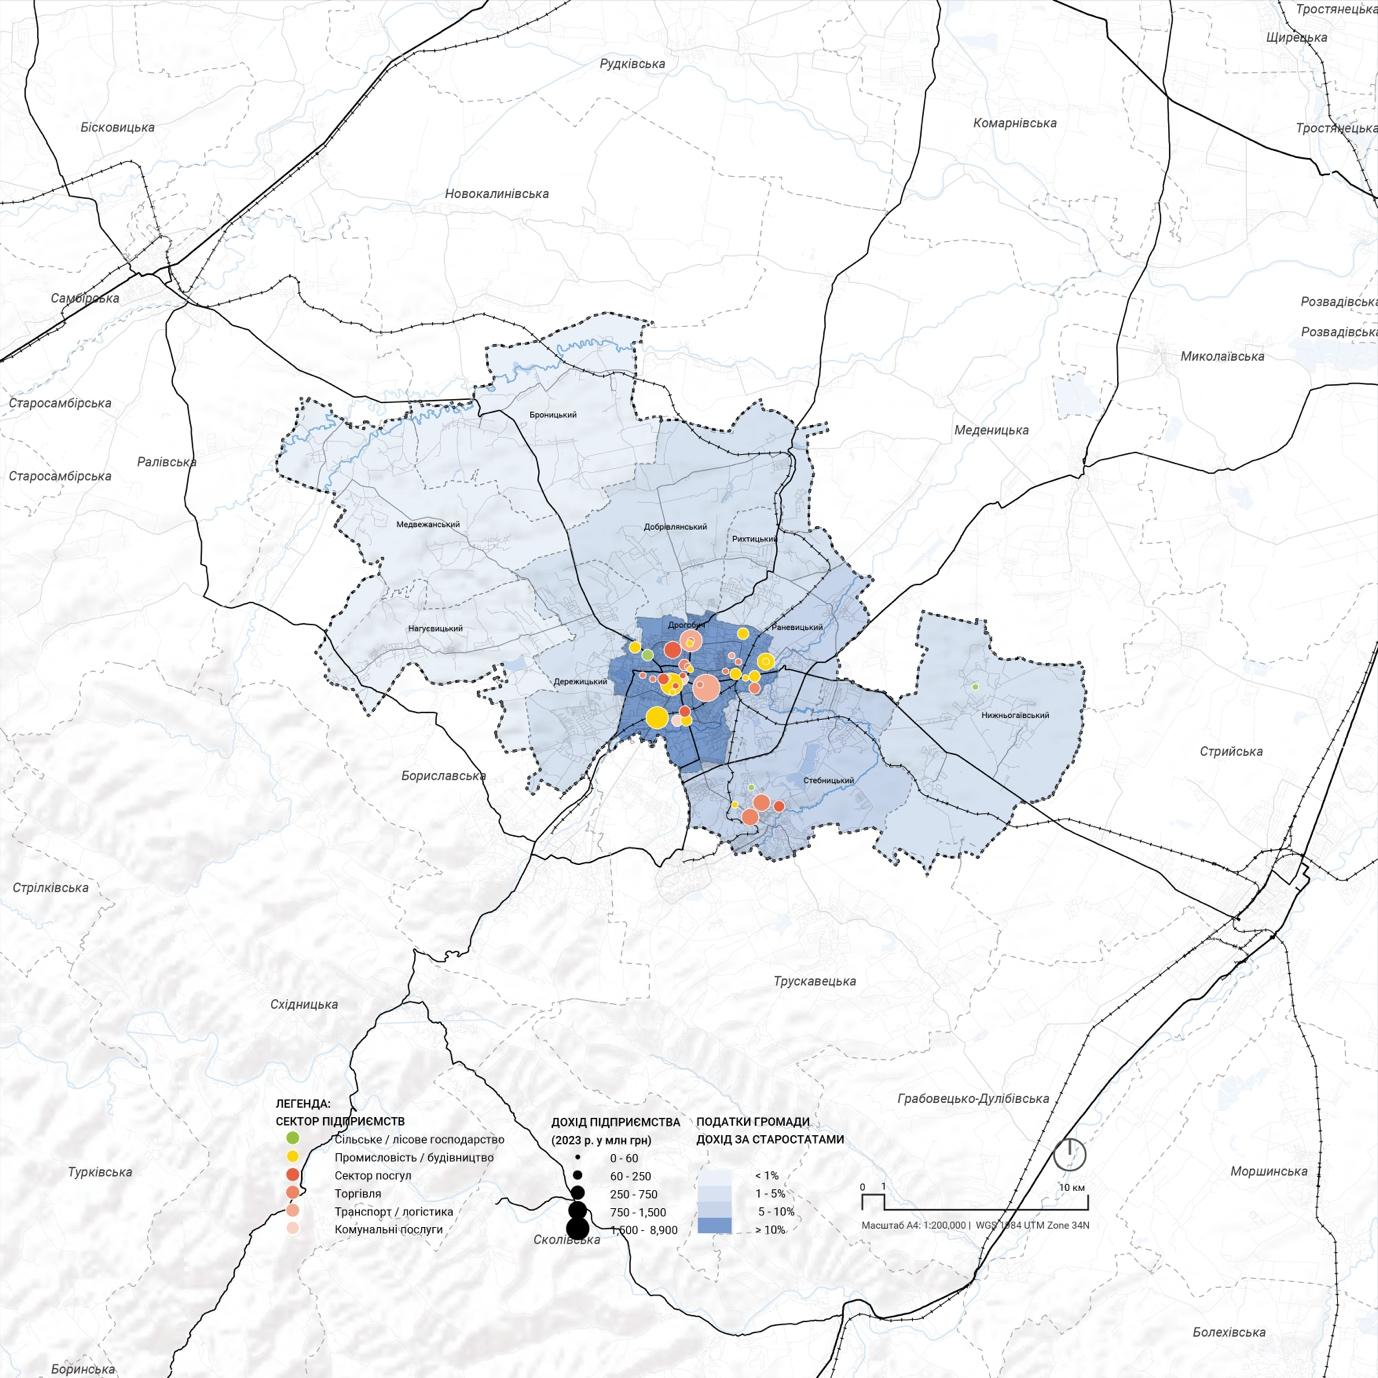 Тростянецька
Щирецька
Рудківська
Бісковицька
Комарнівська
Тростянецька
Новокалинівська
Самбірська
Розвадівська
Розвадівська
Миколаївська
Старосамбірська
Броницький
Меденицька
Ралівська
Старосамбірська
Медвежанський
Добрівлянський
Рихтицький
Нагуєвицький
Дрогобич
Раневицький
Дережицький
Нижньогаївський
Стрийська
Бориславська
Стебницький
Стрілківська
Трускавецька
Східницька
Грабовецько-Дулібівська
Турківська
Моршинська
Сколівська
Болехівська
Боринська
ЛЕГЕНДА:
СЕКТОР ПІДПРИЄМСТВ
Сільське / лісове господарство
Промисловість / будівництво
Сектор посгул
Торгівля
Транспорт / логістика
Комунальні послуги
ДОХІД ПІДПРИЄМСТВА
(2023 р. у млн грн)
0 - 60
60 - 250
250 - 750
750 - 1,500
1,500 - 8,900
ПОДАТКИ ГРОМАДИ
ДОХІД ЗА СТАРОСТАТАМИ
< 1%
1 - 5%
5 - 10%
> 10%
0 1 10 км
Масштаб А4: 1:200,000 | WGS 1984 UTM Zone 34N